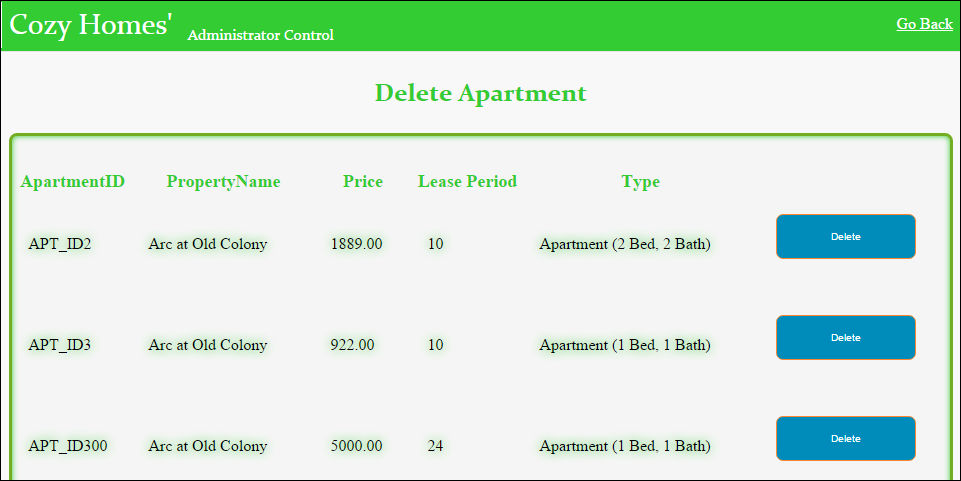 Cozy Homes' Administrator Control Go Back
Delete Apartment
ApartmentID PropertyName Price Lease Period Type
APT_ID2 Arc at Old Colony 1889.00 10 Apartment (2 Bed, 2 Bath) Delete
APT_ID3 Arc at Old Colony 922.00 10 Apartment (1 Bed, 1 Bath) Delete
APT_ID300 Arc at Old Colony 5000.00 24 Apartment (1 Bed, 1 Bath) Delete